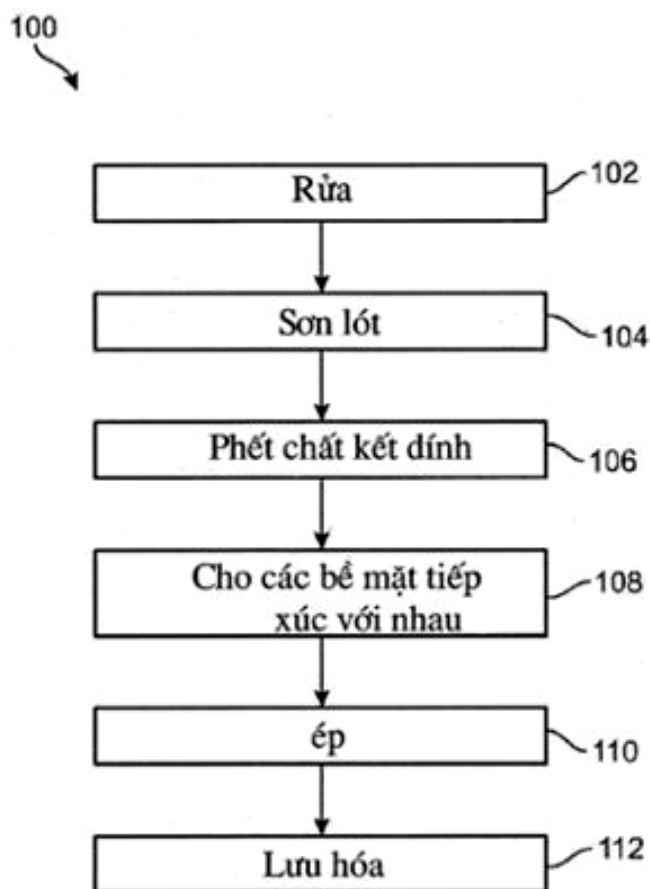 100
Rửa
102
Sơn lót
104
Phết chất kết dính
106
Cho các bề mặt tiếp
xúc với nhau
108
ép
110
Lưu hóa
112